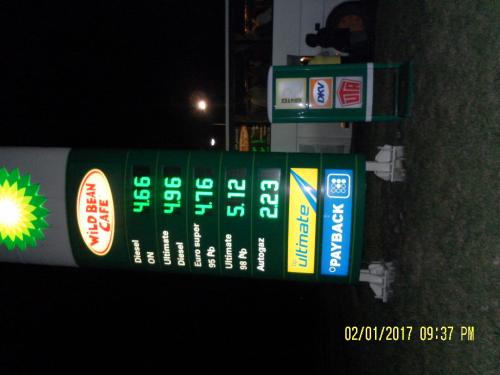 WILD BEAN
CAFE
Diesel
ON
4.66
Ultimate
Diesel
4.96
Euro super
95 Pb
4.76
Ultimate
98 Pb
5.12
Autogaz
2.23
ultimate
PAYBACK
DKV
UTA
02/01/2017 09:37 PM